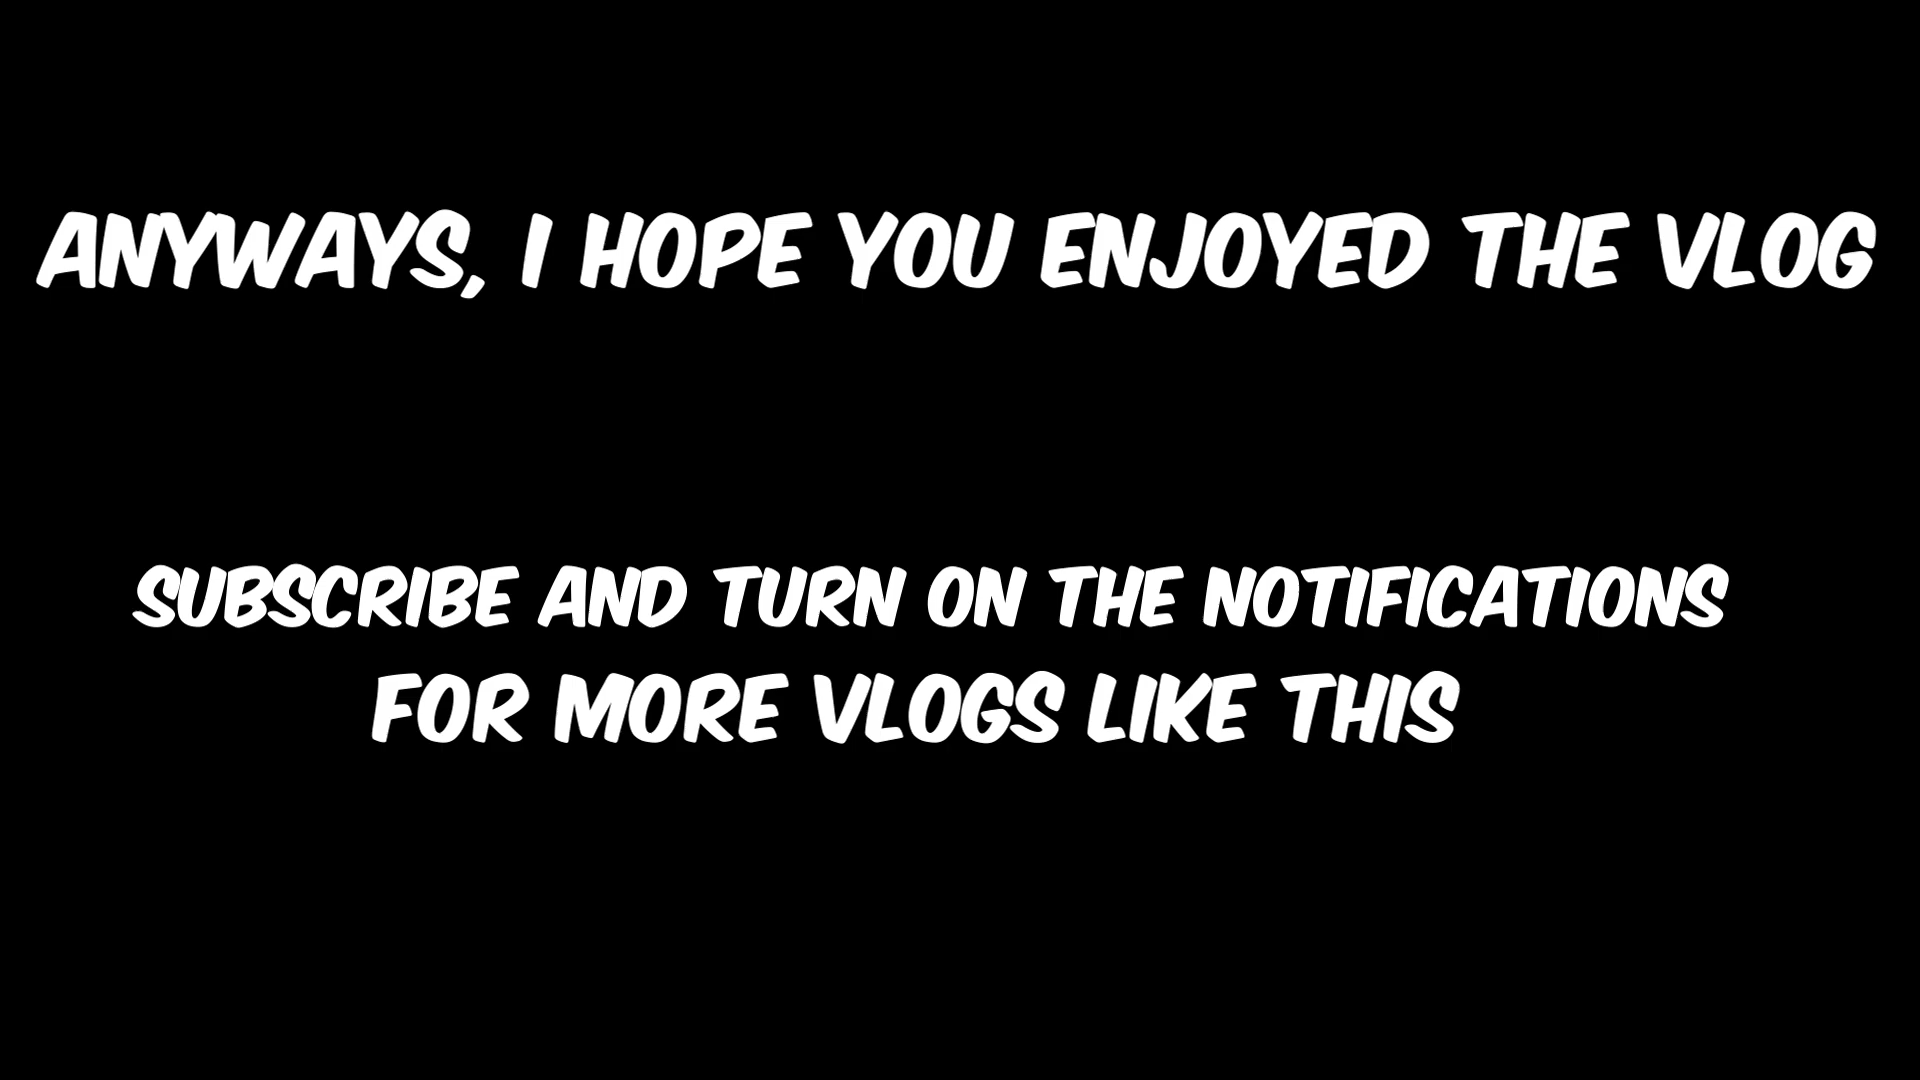 ANYWAYS, I HOPE YOU ENJOYED THE VLOG
SUBSCRIBE AND TURN ON THE NOTIFICATIONS
FOR MORE VLOGS LIKE THIS